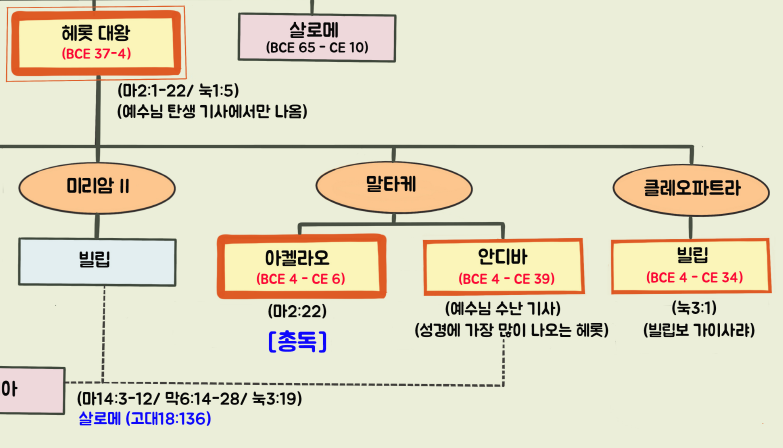 헤롯 대왕
(BCE 37-4)
살로메
(BCE 65 - CE 10)
(마2:1-22/ 눅1:5)
(예수님 탄생 기사에서만 나옴)
미리암 II
말타케
클레오파트라
빌립
아켈라오
(BCE 4 - CE 6)
안디바
(BCE 4 - CE 39)
빌립
(BCE 4 - CE 34)
(마2:22)
[총독]
(예수님 수난 기사)
(성경에 가장 많이 나오는 헤롯)
(눅3:1)
(빌립보 가이사랴)
아
(마14:3-12/ 막6:14-28/ 눅3:19)
살로메 (고대18:136)